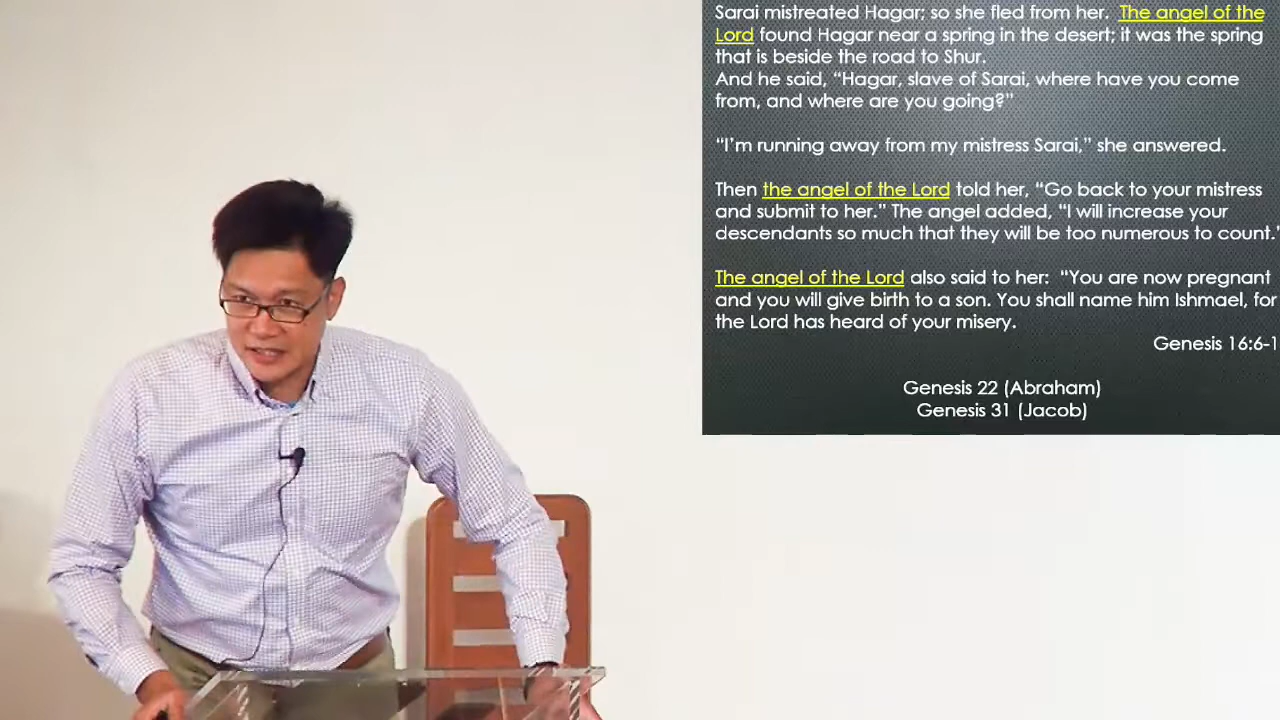 Sarai mistreated Hagar; so she fled from her. The angel of the
Lord found Hagar near a spring in the desert; it was the spring
that is beside the road to Shur.
And he said, “Hagar, slave of Sarai, where have you come
from, and where are you going?”
“I’m running away from my mistress Sarai,” she answered.
Then the angel of the Lord told her, “Go back to your mistress
and submit to her.” The angel added, “I will increase your
descendants so much that they will be too numerous to count.”
The angel of the Lord also said to her: “You are now pregnant
and you will give birth to a son. You shall name him Ishmael, for
the Lord has heard of your misery.
Genesis 16:6-1
Genesis 22 (Abraham)
Genesis 31 (Jacob)